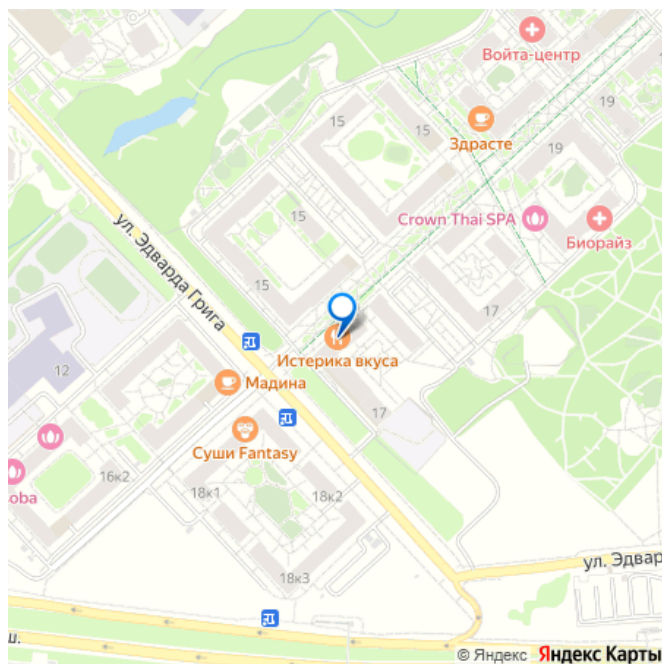 Войта-центр
19
15
15
Здрасте
19
Crown Thai SPA
Биорайз
15
ул. Эдварда Грига
15
17
Истерика вкуса
12
Мадина
17
Суши Fantasy
16к2
oba
18к1
18к2
ул. Эдвар
18к3
ш.
© Яндекс Яндекс Карты